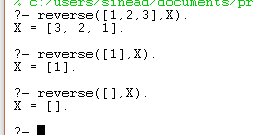 % c:/users/sinead/documents/pr
?- reverse([1,2,3],X).
X = [3, 2, 1].
?- reverse([1],X).
X = [1].
?- reverse([],X).
X = [].
?-